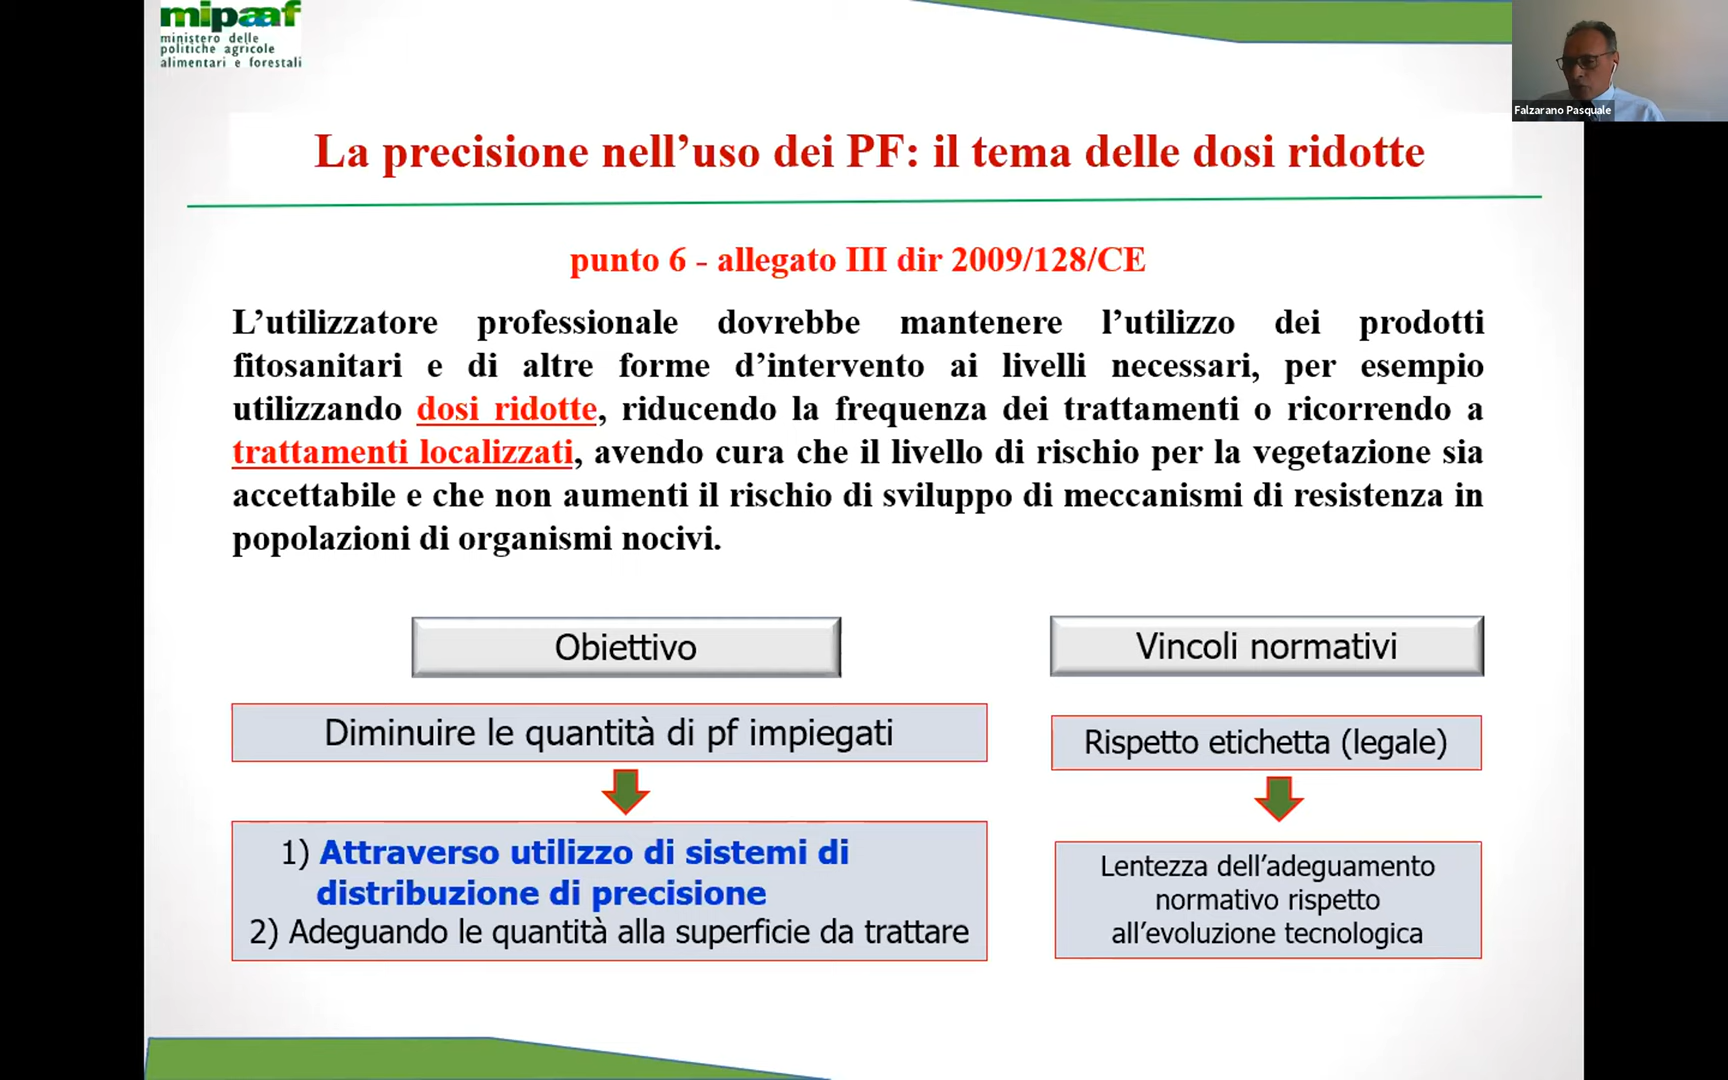 mipaaf
ministero delle
politiche agricole
alimentari e forestali
Falzarano Pasquale
La precisione nell’uso dei PF: il tema delle dosi ridotte
punto 6 - allegato III dir 2009/128/CE
L’utilizzatore professionale dovrebbe mantenere l’utilizzo dei prodotti
fitosanitari e di altre forme d’intervento ai livelli necessari, per esempio
utilizzando dosi ridotte, riducendo la frequenza dei trattamenti o ricorrendo a
trattamenti localizzati, avendo cura che il livello di rischio per la vegetazione sia
accettabile e che non aumenti il rischio di sviluppo di meccanismi di resistenza in
popolazioni di organismi nocivi.
Obiettivo
Diminuire le quantità di pf impiegati
1) Attraverso utilizzo di sistemi di
distribuzione di precisione
2) Adeguando le quantità alla superficie da trattare
Vincoli normativi
Rispetto etichetta (legale)
Lentezza dell’adeguamento
normativo rispetto
all’evoluzione tecnologica